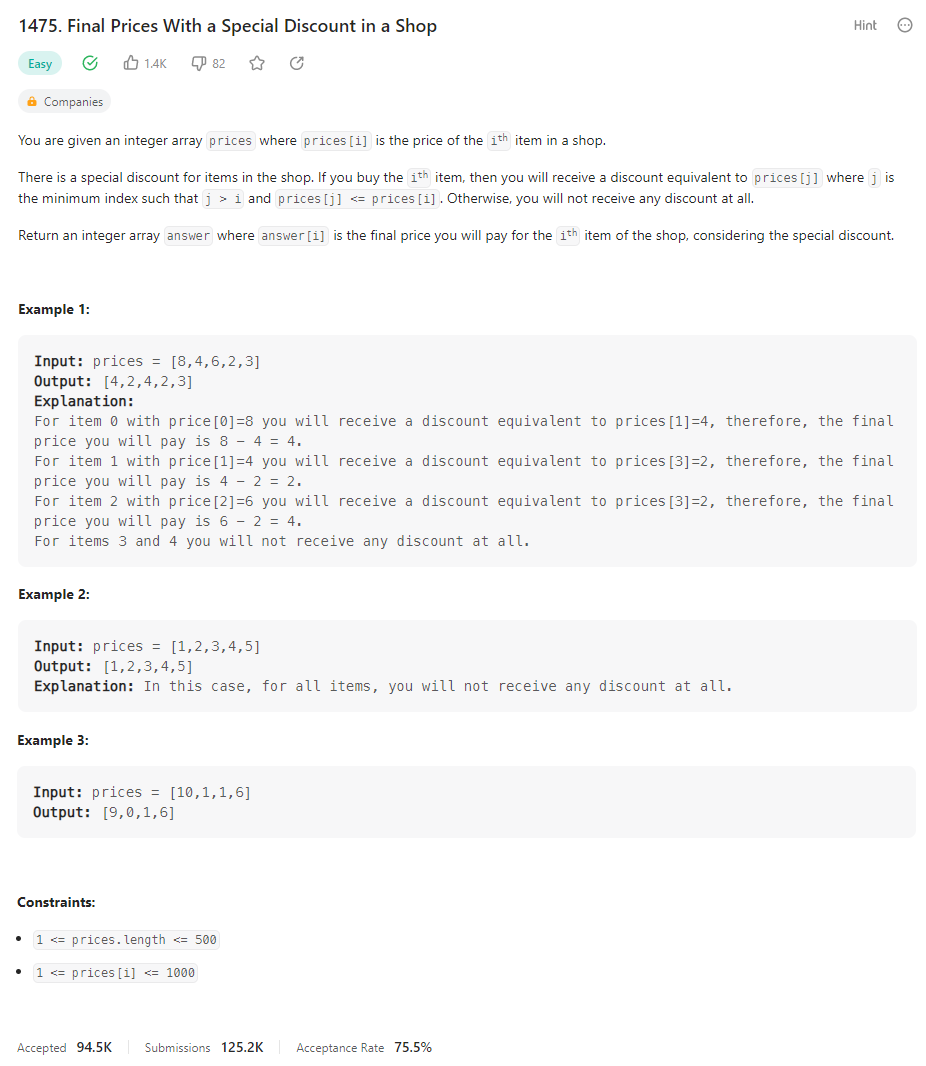 1475. Final Prices With a Special Discount in a Shop
Hint
Easy
1.4K
82
Companies
You are given an integer array prices where prices[i] is the price of the ith item in a shop.
There is a special discount for items in the shop. If you buy the ith item, then you will receive a discount equivalent to prices[j] where j is
the minimum index such that j > i and prices[j] <= prices[i]. Otherwise, you will not receive any discount at all.
Return an integer array answer where answer[i] is the final price you will pay for the ith item of the shop, considering the special discount.
Example 1:
Input: prices = [8,4,6,2,3]
Output: [4,2,4,2,3]
Explanation:
For item 0 with price[0]=8 you will receive a discount equivalent to prices[1]=4, therefore, the final
price you will pay is 8 - 4 = 4.
For item 1 with price[1]=4 you will receive a discount equivalent to prices[3]=2, therefore, the final
price you will pay is 4 - 2 = 2.
For item 2 with price[2]=6 you will receive a discount equivalent to prices[3]=2, therefore, the final
price you will pay is 6 - 2 = 4.
For items 3 and 4 you will not receive any discount at all.
Example 2:
Input: prices = [1,2,3,4,5]
Output: [1,2,3,4,5]
Explanation: In this case, for all items, you will not receive any discount at all.
Example 3:
Input: prices = [10,1,1,6]
Output: [9,0,1,6]
Constraints:
• 1 <= prices.length <= 500
• 1 <= prices[i] <= 1000
Accepted 94.5K Submissions 125.2K Acceptance Rate 75.5%